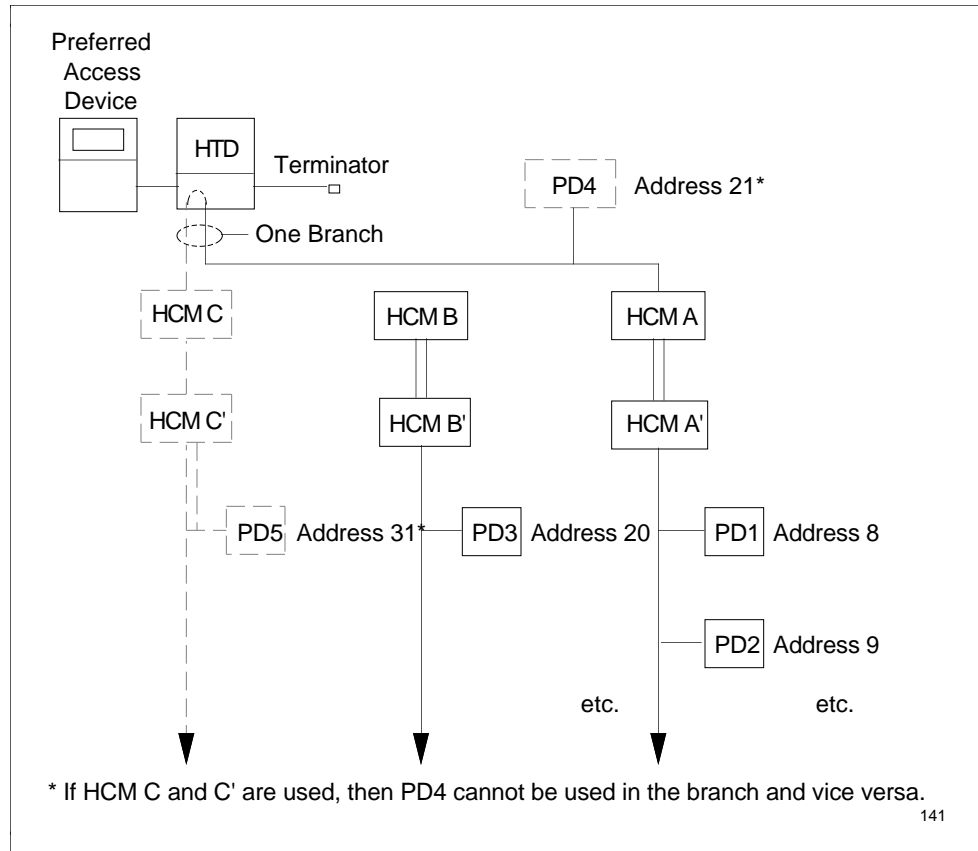 Preferred
Access
Device
HTD
Terminator
PD4 Address 21*
One Branch
HCM C
HCM B
HCM A
HCM C'
HCM B'
HCM A'
PD5 Address 31*
PD3 Address 20
PD1 Address 8
PD2 Address 9
etc.
etc.
* If HCM C and C' are used, then PD4 cannot be used in the branch and vice versa.
141